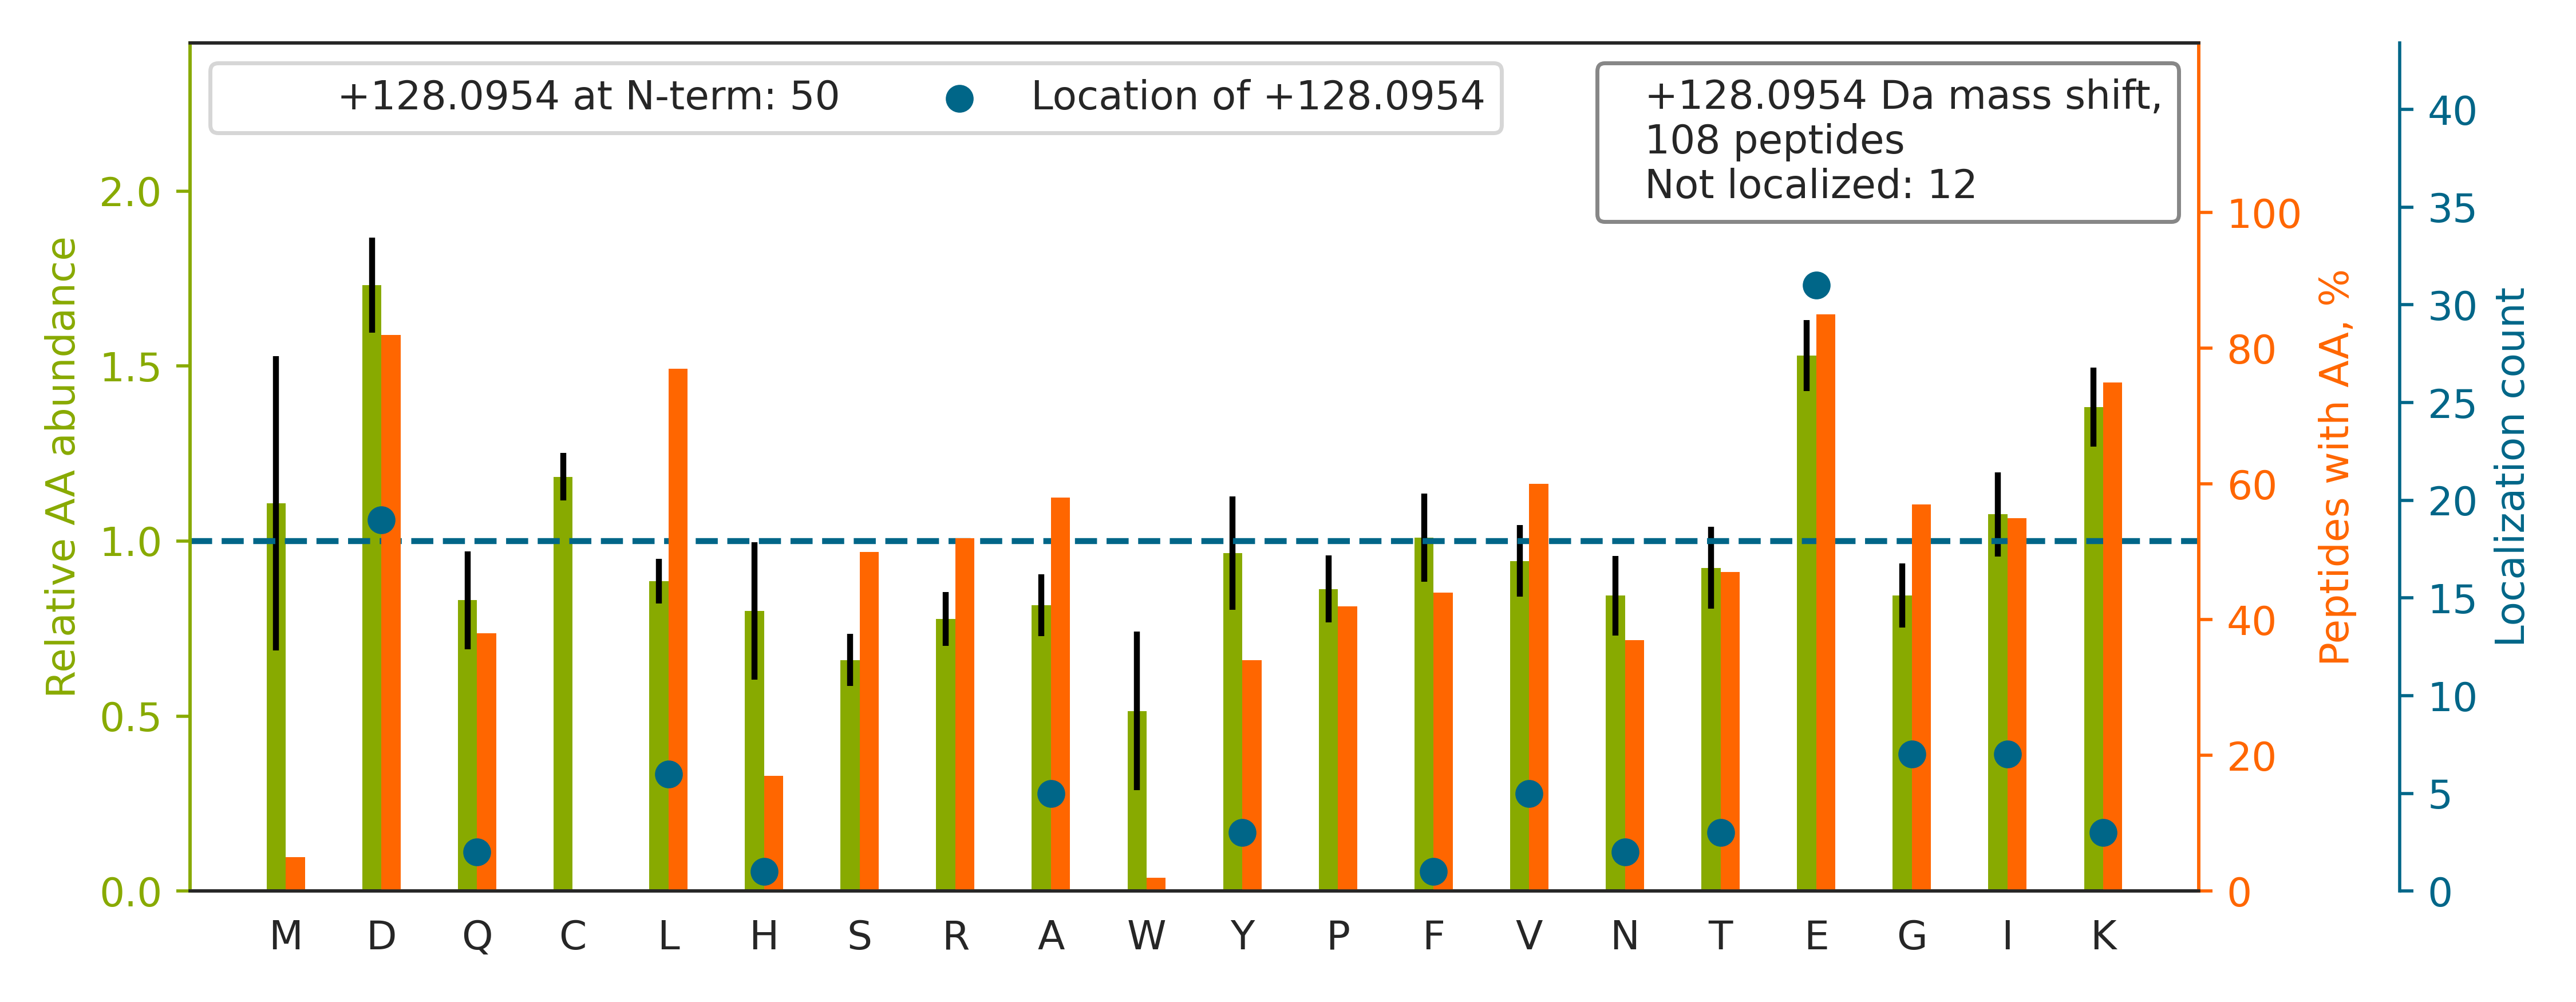 +128.0954 at N-term: 50
Location of +128.0954
+128.0954 Da mass shift,
108 peptides
Not localized: 12
Relative AA abundance
2.0
1.5
1.0
0.5
0.0
100
80
60
40
20
0
Peptides with AA, %
40
35
30
25
20
15
10
5
0
Localization count
M D Q C L H S R A W Y P F V N T E G I K